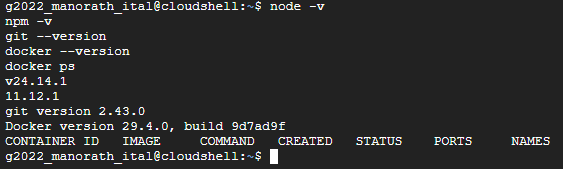 g2022_manorath_ital@cloudshell:~$ node -v
npm -v
git --version
docker --version
docker ps
v24.14.1
11.12.1
git version 2.43.0
Docker version 29.4.0, build 9d7ad9f
CONTAINER ID   IMAGE     COMMAND   CREATED   STATUS    PORTS     NAMES
g2022_manorath_ital@cloudshell:~$